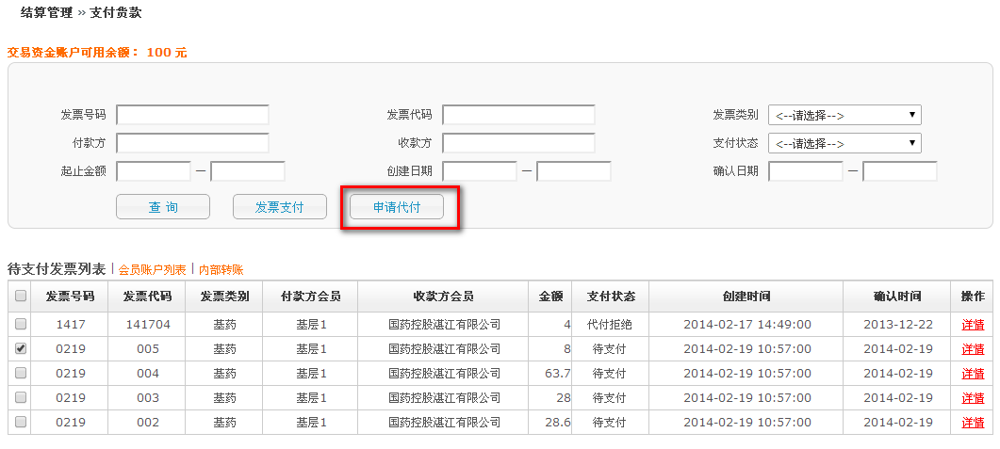 结算管理 » 支付货款
交易资金账户可用余额： 100 元
发票号码 发票代码 发票类别 <--请选择-->
付款方 收款方 支付状态 <--请选择-->
起止金额 — 创建日期 — 确认日期 —
查 询 发票支付 申请代付
待支付发票列表 | 会员账户列表 | 内部转账
发票号码 发票代码 发票类别 付款方会员 收款方会员 金额 支付状态 创建时间 确认时间 操作
1417 141704 基药 基层1 国药控股湛江有限公司 4 代付拒绝 2014-02-17 14:49:00 2013-12-22 详情
0219 005 基药 基层1 国药控股湛江有限公司 8 待支付 2014-02-19 10:57:00 2014-02-19 详情
0219 004 基药 基层1 国药控股湛江有限公司 63.7 待支付 2014-02-19 10:57:00 2014-02-19 详情
0219 003 基药 基层1 国药控股湛江有限公司 28 待支付 2014-02-19 10:57:00 2014-02-19 详情
0219 002 基药 基层1 国药控股湛江有限公司 28.6 待支付 2014-02-19 10:57:00 2014-02-19 详情